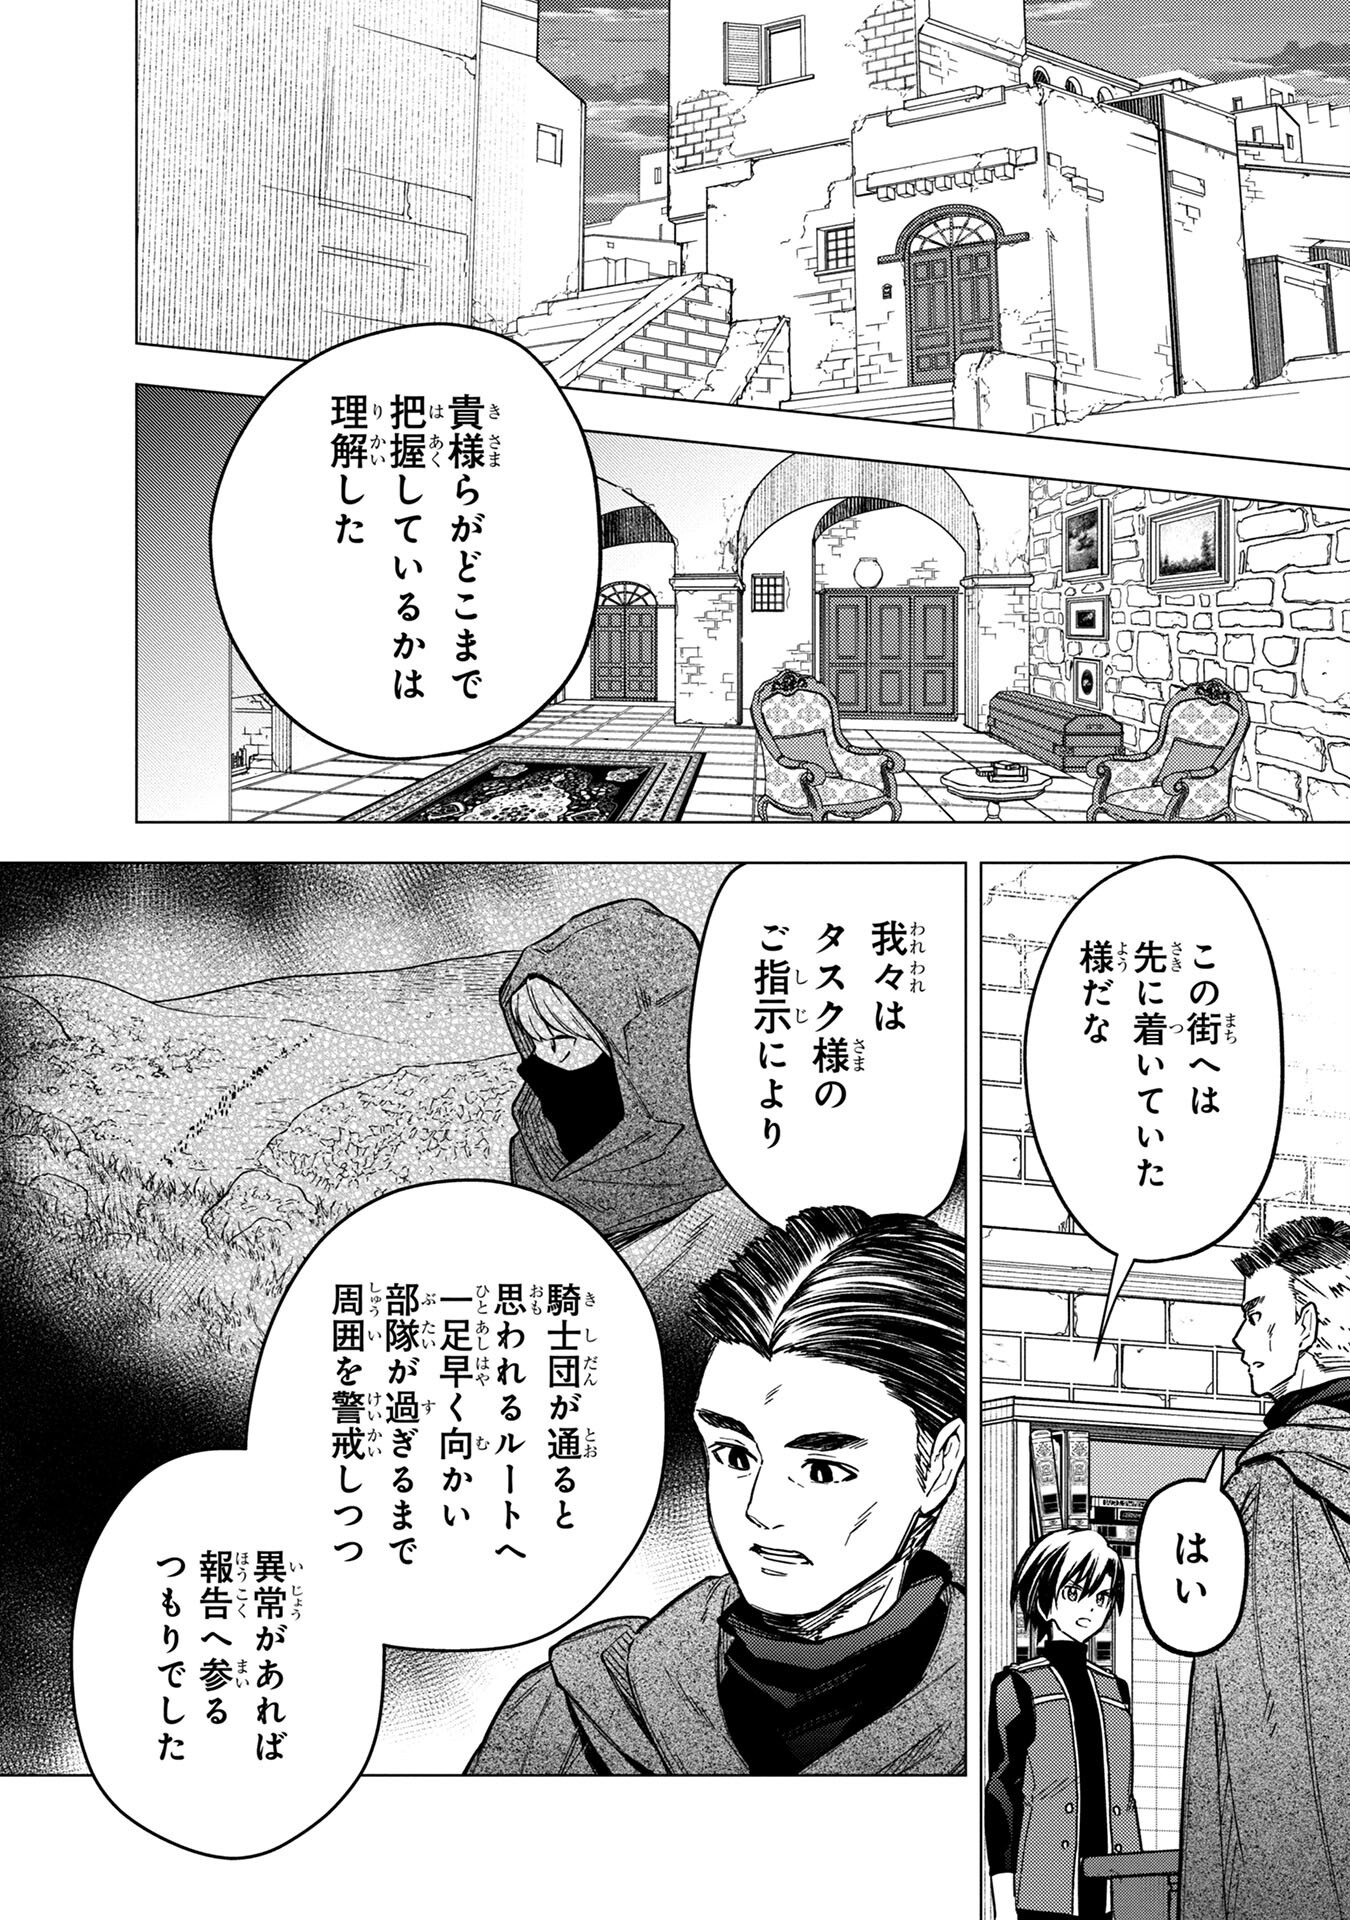 貴様らがどこまで
把握しているかは
理解した
この街へは
先に着いていた
様だな
はい
我々は
タスク様の
ご指示により
騎士団が通ると
思われるルートへ
一足早く向かい
部隊が過ぎるまで
周囲を警戒しつつ
異常があれば
報告へ参る
つもりでした